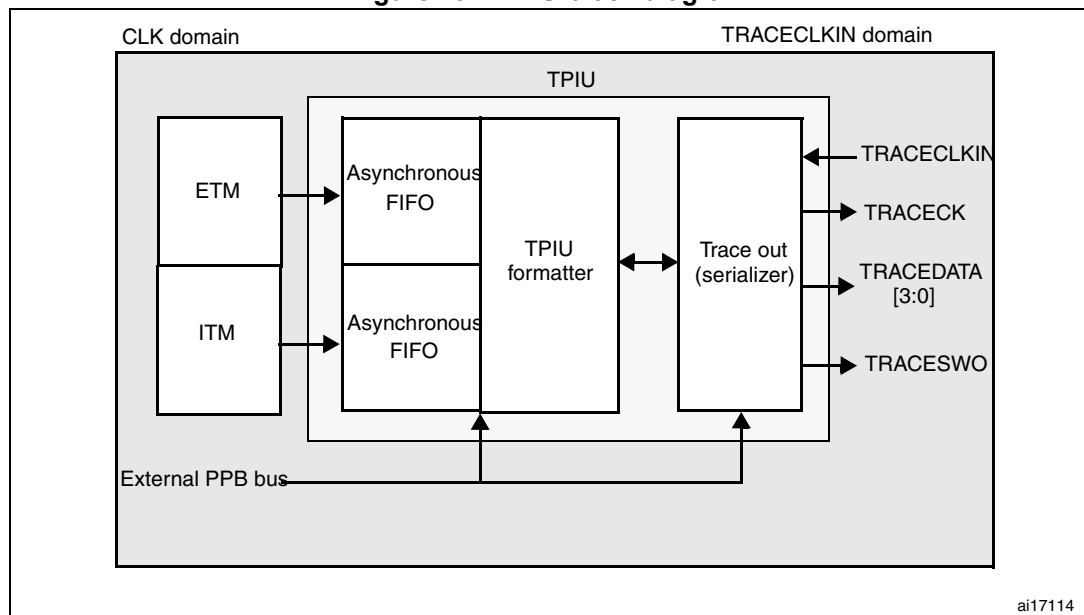 CLK domain
TRACECLKIN domain
TPIU
ETM
Asynchronous
FIFO
TPIU
formatter
Trace out
(serializer)
TRACECLKIN
TRACECK
TRACEDATA
[3:0]
TRACESWO
ITM
Asynchronous
FIFO
External PPB bus
ai17114